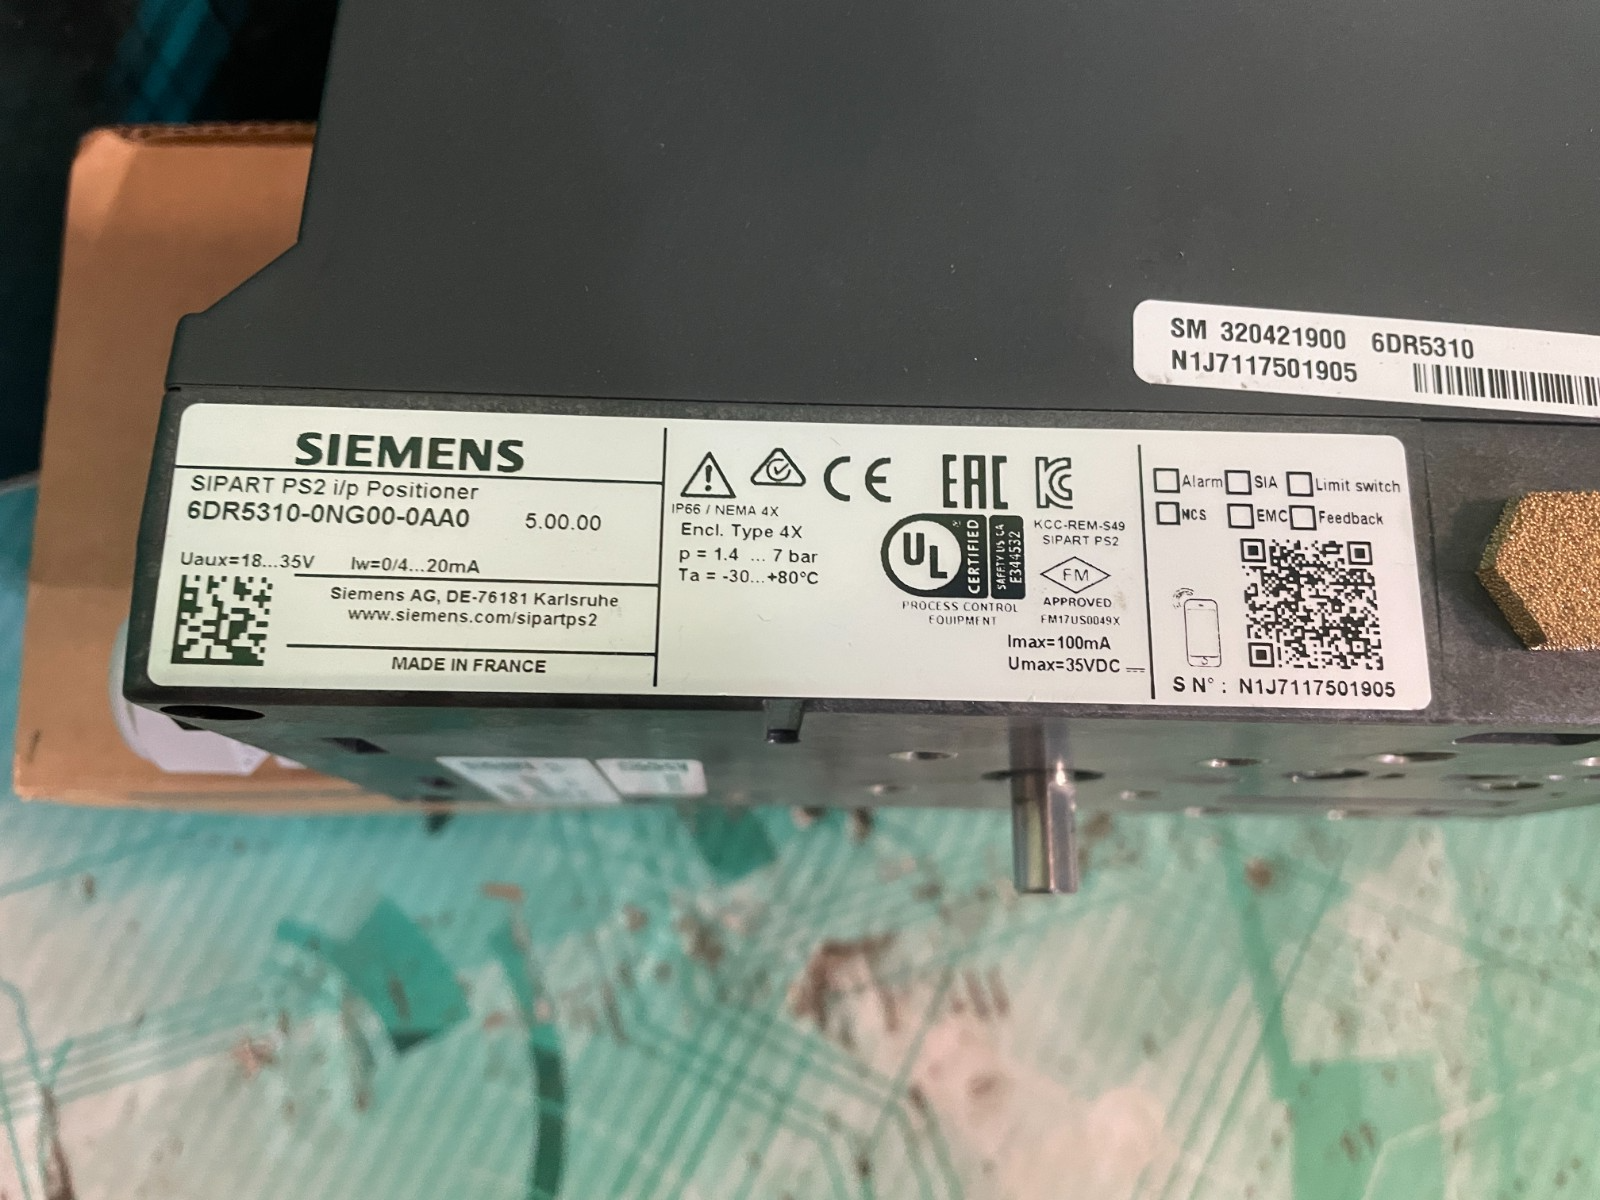 SM 320421900 6DR5310
N1J7117501905
SIEMENS
SIPART PS2 i/p Positioner
6DR5310-0NG00-0AA0 5.00.00
Uaux=18...35V Iw=0/4...20mA
Siemens AG, DE-76181 Karlsruhe
www.siemens.com/sipartps2
MADE IN FRANCE
CE EAC
IP66 / NEMA 4X
Encl. Type 4X
p = 1.4 ... 7 bar
Ta = -30...+80°C
UL
CERTIFIED
SAFETY US CA
E344532
PROCESS CONTROL
EQUIPMENT
KCC-REM-S49
SIPART PS2
FM
APPROVED
FM17US0049X
Imax=100mA
Umax=35VDC
Alarm SIA Limit switch
NCS EMC Feedback
S N° : N1J7117501905